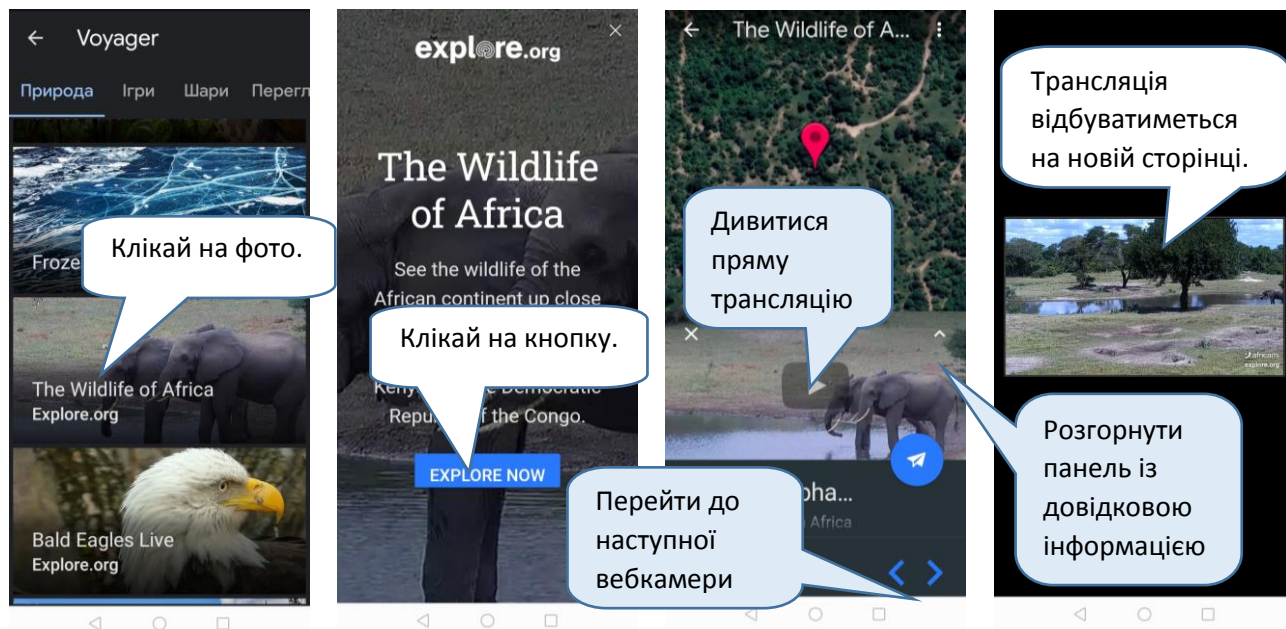 Voyager
Природа Ігри Шари Перегл
Клікай на фото.
The Wildlife of Africa
Explore.org
Bald Eagles Live
Explore.org
explore.org
The Wildlife
of Africa
See the wildlife of the
African continent up close
Клікай на кнопку.
Democratic
of the Congo.
EXPLORE NOW
The Wildlife of A...
Дивитися
пряму
трансляцію
Africa
Перейти до
наступної
вебкамери
Трансляція
відбуватиметься
на новій сторінці.
africam
explore.org
Розгорнути
панель із
довідковою
інформацією